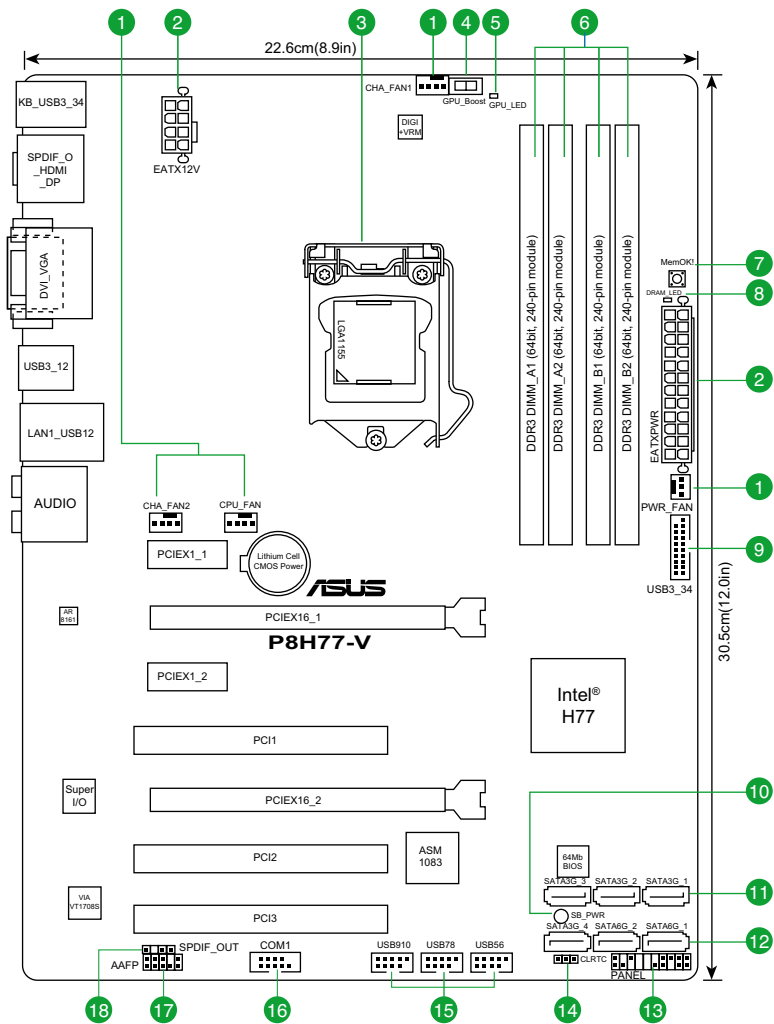 1
2
3
1
4
5
6
22.6cm(8.9in)
KB_USB3_34
CHA_FAN1
GPU_Boost
GPU_LED
DIGI
+VRM
EATX12V
SPDIF_O
_HDMI
_DP
DVI_VGA
LGA1155
DDR3 DIMM_A1 (64bit, 240-pin module)
DDR3 DIMM_A2 (64bit, 240-pin module)
DDR3 DIMM_B1 (64bit, 240-pin module)
DDR3 DIMM_B2 (64bit, 240-pin module)
MemOK!
7
DRAM_LED
8
EATXPWR
2
USB3_12
LAN1_USB12
AUDIO
CHA_FAN2
CPU_FAN
PWR_FAN
1
USB3_34
9
30.5cm(12.0in)
PCIEX1_1
Lithium Cell
CMOS Power
ASUS
AR
8161
PCIEX16_1
P8H77-V
PCIEX1_2
Intel®
H77
PCI1
Super
I/O
PCIEX16_2
10
PCI2
ASM
1083
64Mb
BIOS
SATA3G_3
SATA3G_2
SATA3G_1
11
VIA
VT1708S
PCI3
SB_PWR
SATA3G_4
SATA6G_2
SATA6G_1
12
SPDIF_OUT
AAFP
COM1
USB910
USB78
USB56
CLRTC
PANEL
18
17
16
15
14
13